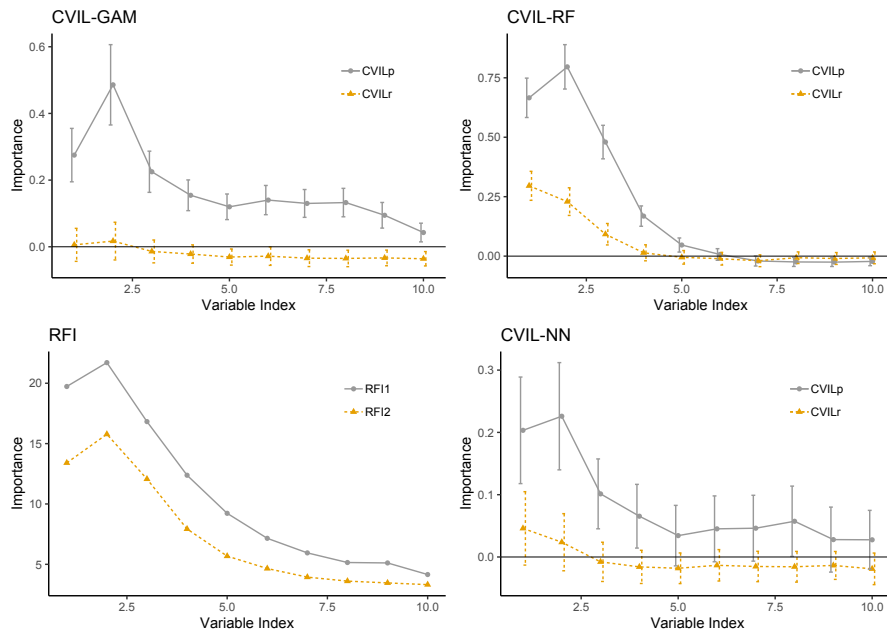 CVIL-GAM
Importance
0.6
0.4
0.2
0.0
2.5
5.0
7.5
10.0
Variable Index
CVILp
CVILr
CVIL-RF
Importance
0.75
0.50
0.25
0.00
2.5
5.0
7.5
10.0
Variable Index
CVILp
CVILr
RFI
Importance
20
15
10
5
2.5
5.0
7.5
10.0
Variable Index
RFI1
RFI2
CVIL-NN
Importance
0.3
0.2
0.1
0.0
2.5
5.0
7.5
10.0
Variable Index
CVILp
CVILr